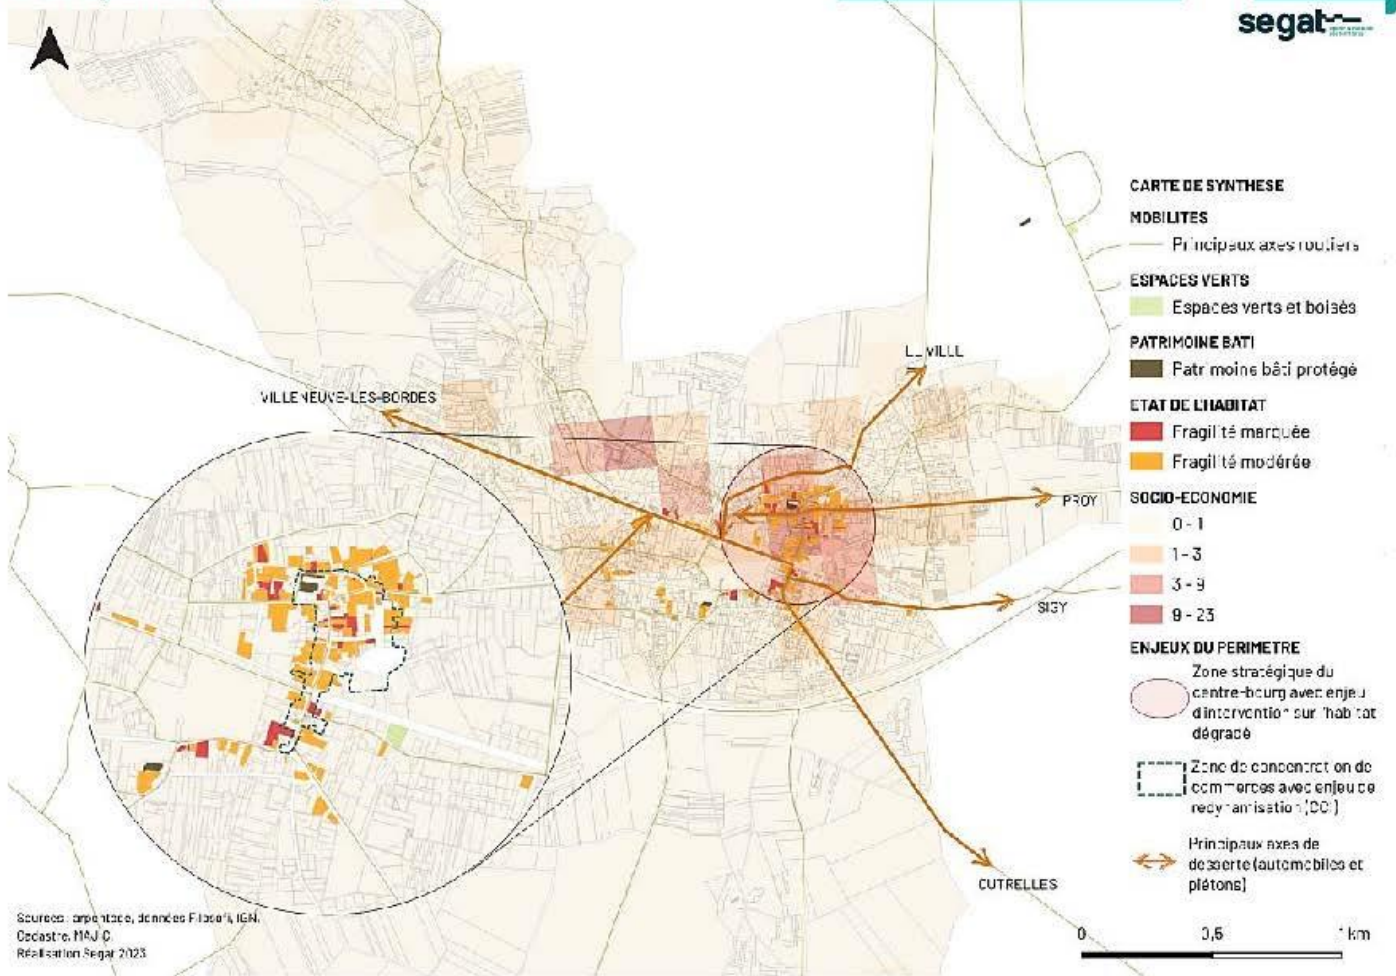 segat
CARTE DE SYNTHESE
MOBILITES
Principaux axes routiers
ESPACES VERTS
Espaces verts et boisés
PATRIMOINE BATI
Patrimoine bâti protégé
ETAT DE L'HABITAT
Fragilité marquée
Fragilité modérée
SOCIO-ECONOMIE
0 - 1
1 - 3
3 - 9
9 - 23
ENJEUX DU PERIMETRE
Zone stratégique du
centre-bourg avec enjeu
d'intervention sur l'habitat
dégradé
Zone de concentration de
commerces avec enjeu de
redynamisation (CCI)
Principaux axes de
desserte (automobiles et
piétons)
VILLENEUVE-LES-BORDES
PROY
SIGY
CUTRELLES
Sources: arpentage, données Filosofi, IGN,
Cadastre, MAJIC
Réalisation Segat 2023
0 0,5 1 km